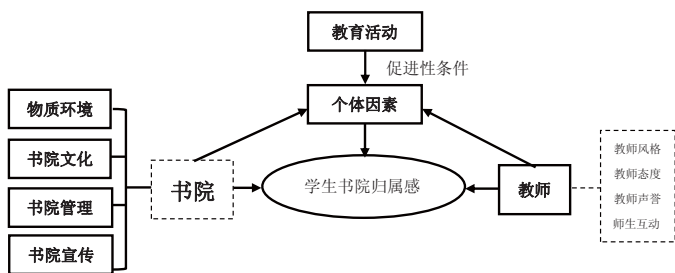 教育活动
促进性条件
个体因素
物质环境
书院文化
书院管理
书院宣传
书院
学生书院归属感
教师
教师风格
教师态度
教师声誉
师生互动